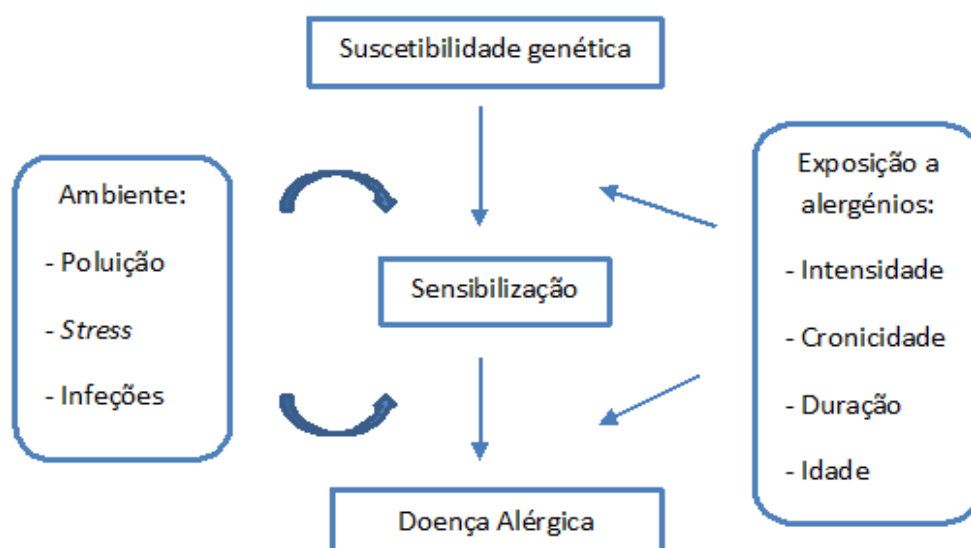 Suscetibilidade genética
Ambiente:
- Poluição
- Stress
- Infeções
Sensibilização
Exposição a
alergénios:
- Intensidade
- Cronicidade
- Duração
- Idade
Doença Alérgica